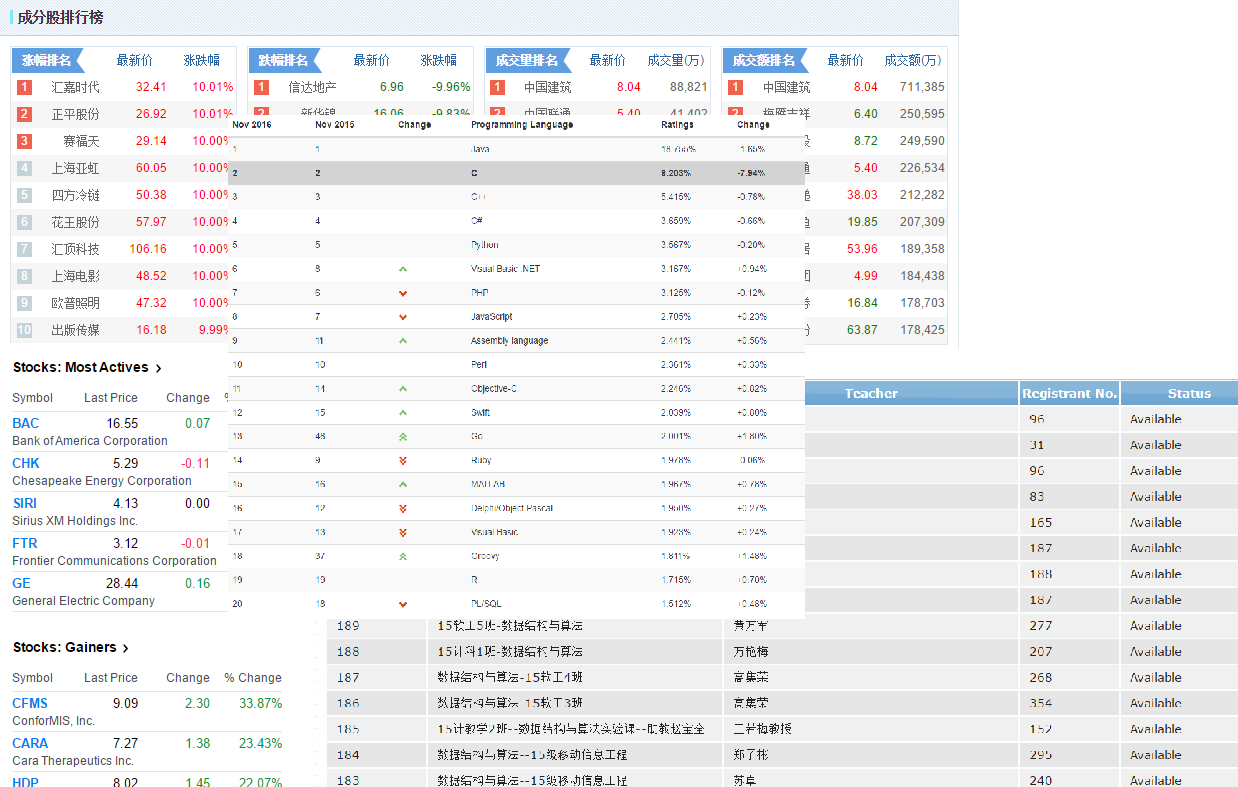 成分股排行榜
涨幅排名 最新价 涨跌幅
1 汇嘉时代 32.41 10.01%
2 正平股份 26.92 10.01%
3 赛福天 29.14 10.00%
4 上海亚虹 60.05 10.00%
5 四方冷链 50.38 10.00%
6 花王股份 57.97 10.00%
7 汇顶科技 106.16 10.00%
8 上海电影 48.52 10.00%
9 欧普照明 47.32 10.00%
10 出版传媒 16.18 9.99%
跌幅排名 最新价 涨跌幅
1 信达地产 6.96 -9.96%
2 新华锦 16.06 -9.83%
成交量排名 最新价 成交量(万)
1 中国建筑 8.04 88,821
2 中国联通 5.40 41,402
成交额排名 最新价 成交额(万)
1 中国建筑 8.04 711,385
2 梅雁吉祥 6.40 250,595
8.72 249,590
5.40 226,534
38.03 212,282
19.85 207,309
53.96 189,358
4.99 184,438
16.84 178,703
63.87 178,425
Nov 2016 Nov 2015 Change Programming Language Ratings Change
1 1 Java 18.755% -1.65%
2 2 C 9.203% -7.94%
3 3 C++ 5.415% -0.78%
4 4 C# 3.659% -0.66%
5 5 Python 3.567% -0.20%
6 8 Visual Basic .NET 3.167% +0.94%
7 6 PHP 3.125% -0.12%
8 7 JavaScript 2.705% +0.23%
9 11 Assembly language 2.441% +0.56%
10 10 Perl 2.361% +0.33%
11 14 Objective-C 2.246% +0.82%
12 15 Swift 2.039% +0.80%
13 48 Go 2.001% +1.80%
14 9 Ruby 1.978% -0.06%
15 16 MATLAB 1.967% +0.78%
16 12 Delphi/Object Pascal 1.950% +0.27%
17 13 Visual Basic 1.923% +0.24%
18 37 Groovy 1.811% +1.48%
19 19 R 1.715% +0.70%
20 18 PL/SQL 1.512% +0.48%
Stocks: Most Actives
Symbol Last Price Change
BAC 16.55 0.07
Bank of America Corporation
CHK 5.29 -0.11
Chesapeake Energy Corporation
SIRI 4.13 0.00
Sirius XM Holdings Inc.
FTR 3.12 -0.01
Frontier Communications Corporation
GE 28.44 0.16
General Electric Company
Stocks: Gainers
Symbol Last Price Change % Change
CFMS 9.09 2.30 33.87%
ConforMIS, Inc.
CARA 7.27 1.38 23.43%
Cara Therapeutics Inc.
HDP 8.02 1.45 22.07%
Teacher Registrant No. Status
96 Available
31 Available
96 Available
83 Available
165 Available
187 Available
188 Available
187 Available
189 15软工5班-数据结构与算法 黄万军 277 Available
188 15计科1班-数据结构与算法 万艳梅 207 Available
187 数据结构与算法-15软工4班 高集荣 268 Available
186 数据结构与算法-15软工3班 高集荣 354 Available
185 15计教学2班--数据结构与算法实验课--助教赵宝全 王若梅教授 152 Available
184 数据结构与算法--15级移动信息工程 郑子彬 295 Available
183 数据结构与算法--15级移动信息工程 苏卓 240 Available